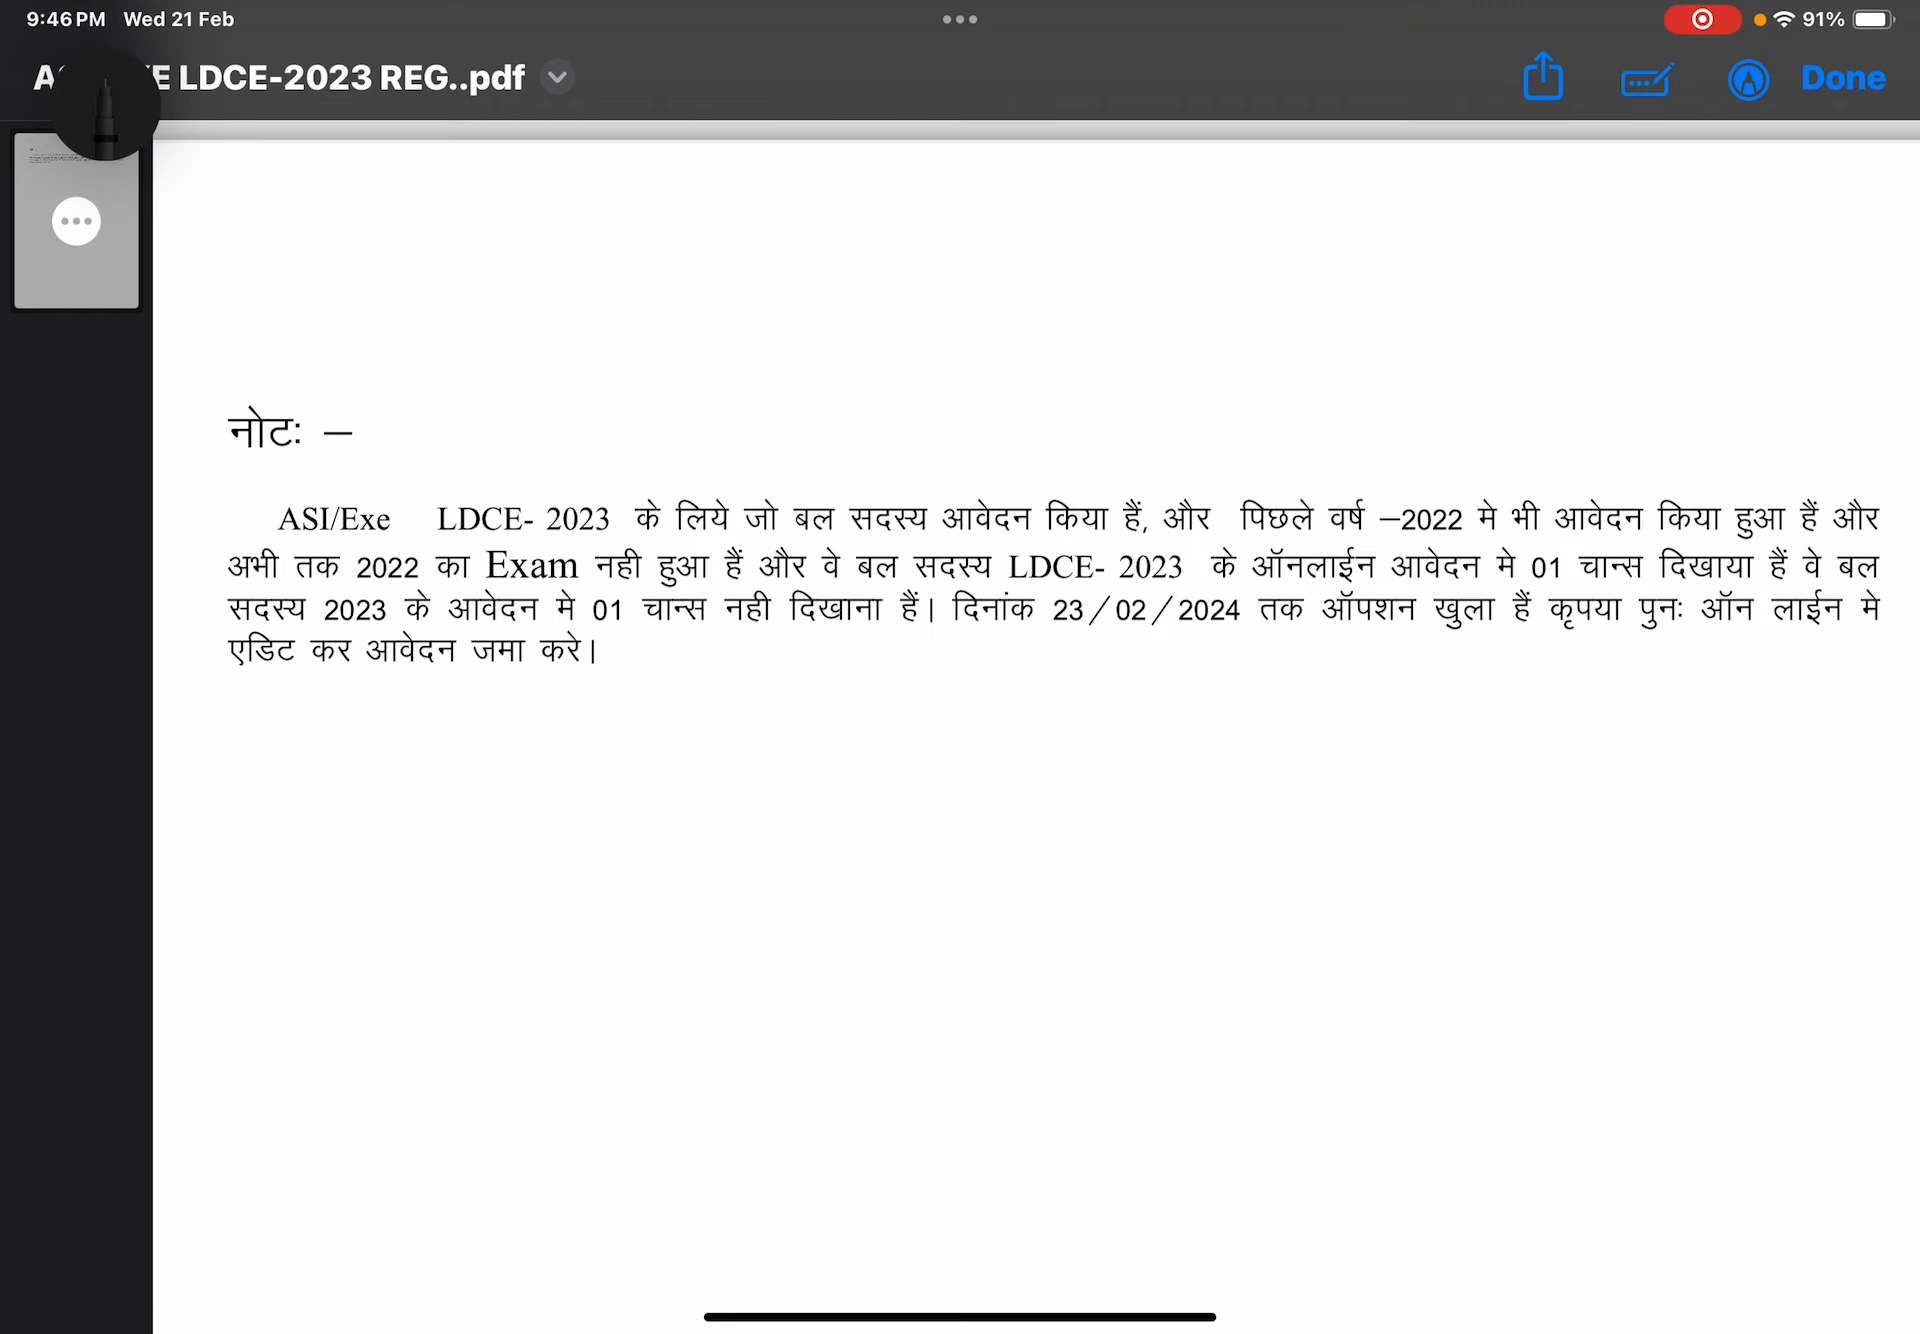 9:46 PM Wed 21 Feb
91%
LDCE-2023 REG..pdf
Done
नोटः –
ASI/Exe LDCE- 2023 के लिये जो बल सदस्य आवेदन किया हैं, और पिछले वर्ष –2022 मे भी आवेदन किया हुआ हैं और
अभी तक 2022 का Exam नही हुआ हैं और वे बल सदस्य LDCE- 2023 के ऑनलाईन आवेदन मे 01 चान्स दिखाया हैं वे बल
सदस्य 2023 के आवेदन मे 01 चान्स नही दिखाना हैं। दिनांक 23/02/2024 तक ऑपशन खुला हैं कृपया पुनः ऑन लाईन मे
एडिट कर आवेदन जमा करे।